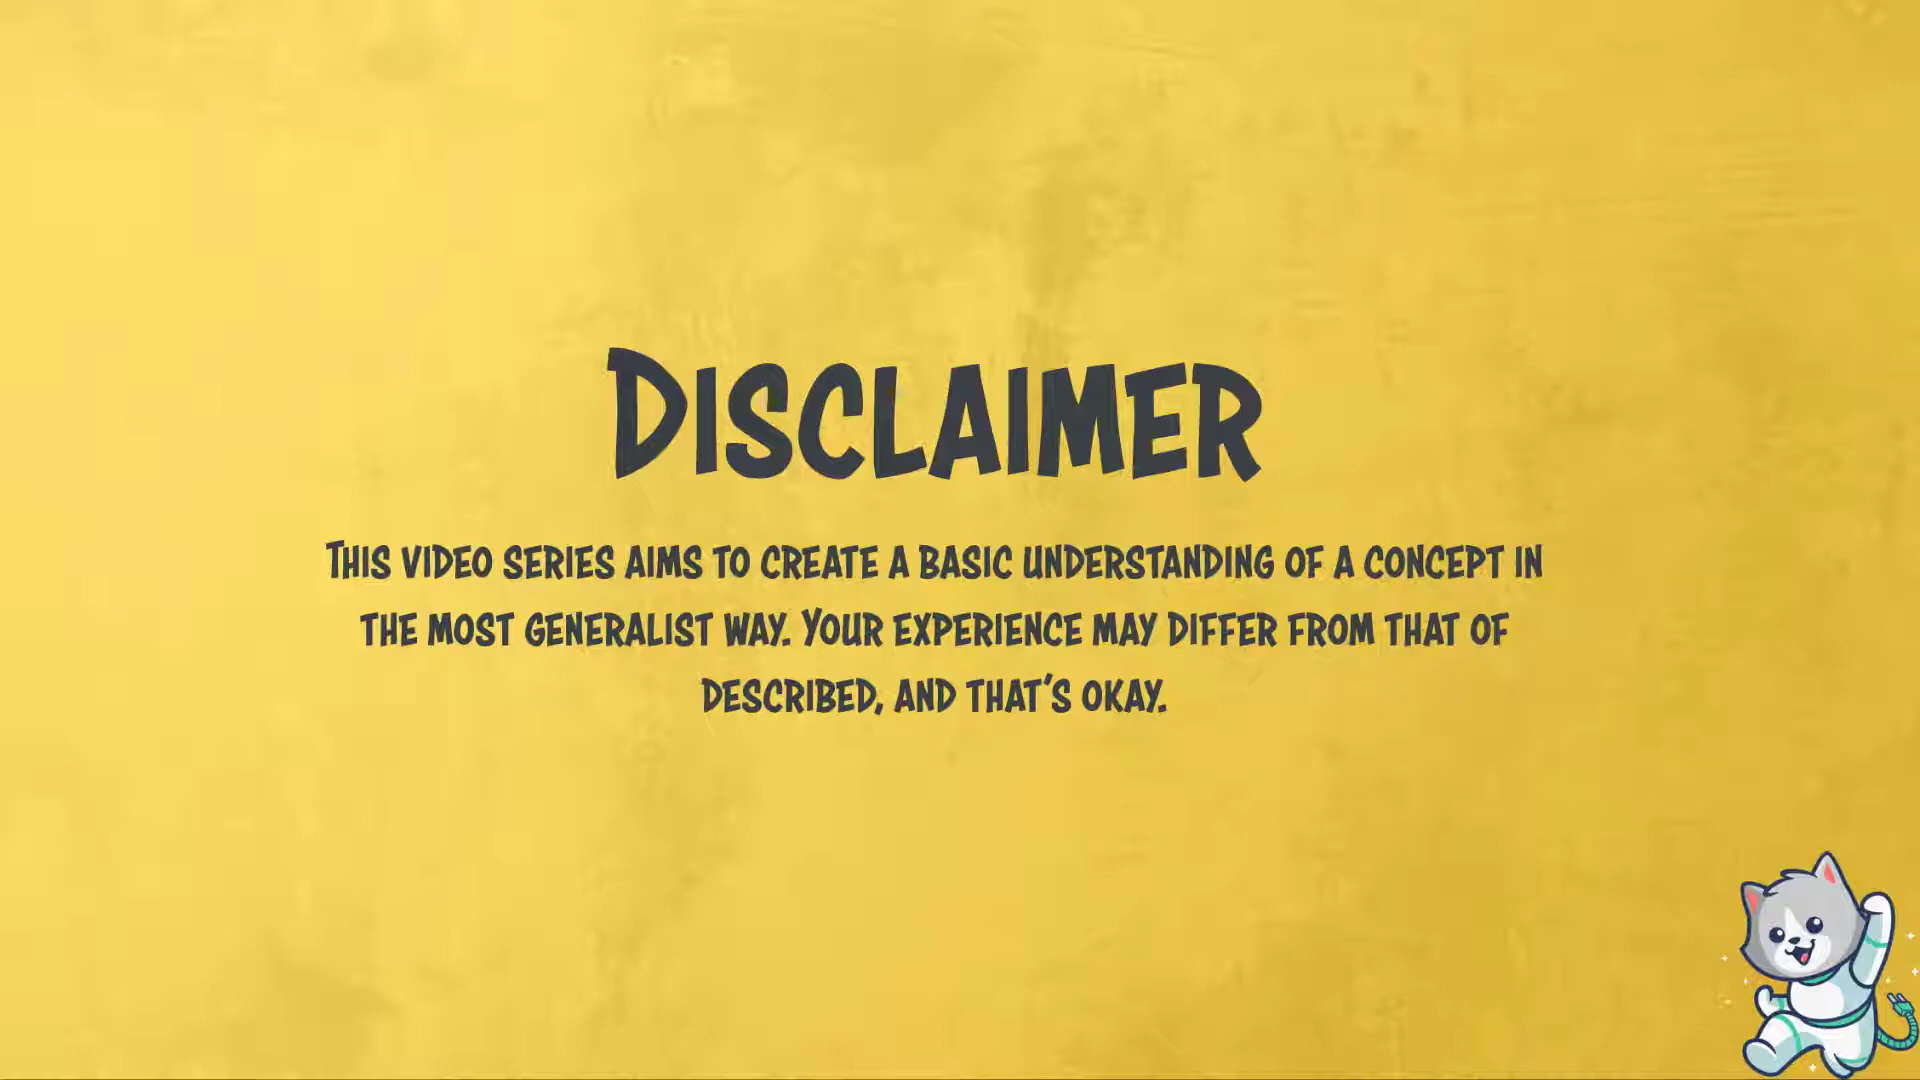 Disclaimer
This video series aims to create a basic understanding of a concept in
the most generalist way. Your experience may differ from that of
described, and that's okay.